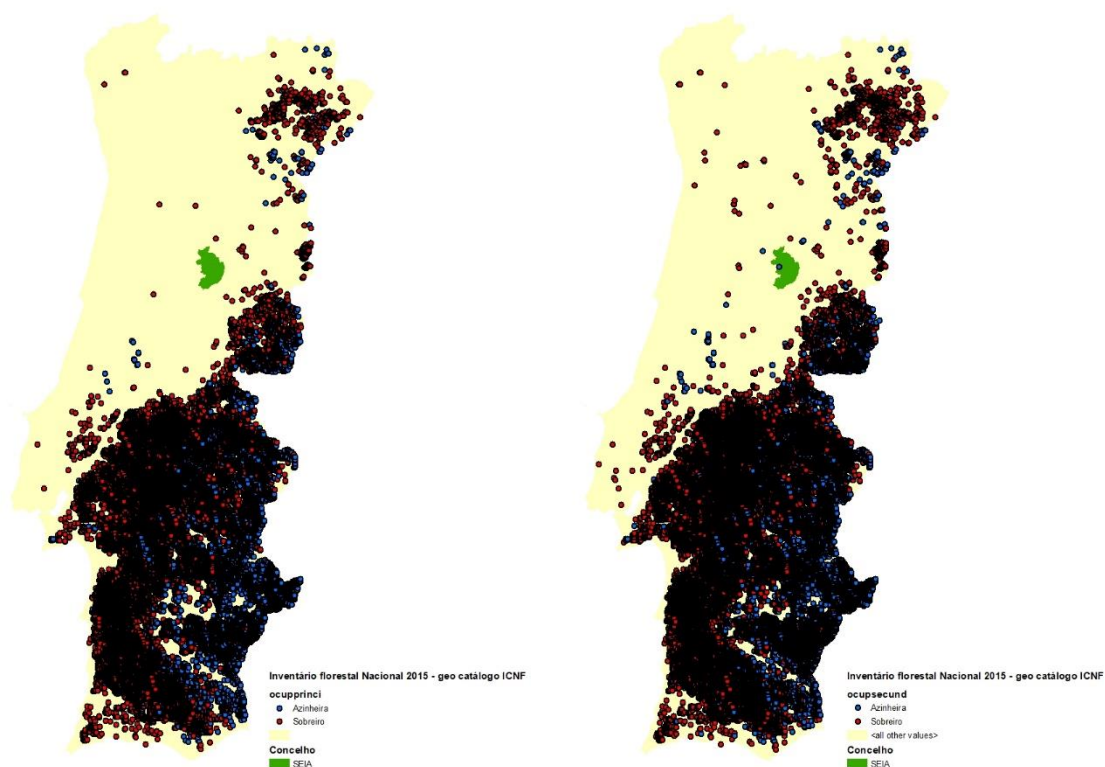 Inventário florestal Nacional 2015 - geo catálogo ICNF
ocupprinci
Azinheira
Sobreiro
Concelho
SEIA
Inventário florestal Nacional 2015 - geo catálogo ICNF
ocupsecund
Azinheira
Sobreiro
<all other values>
Concelho
SEIA